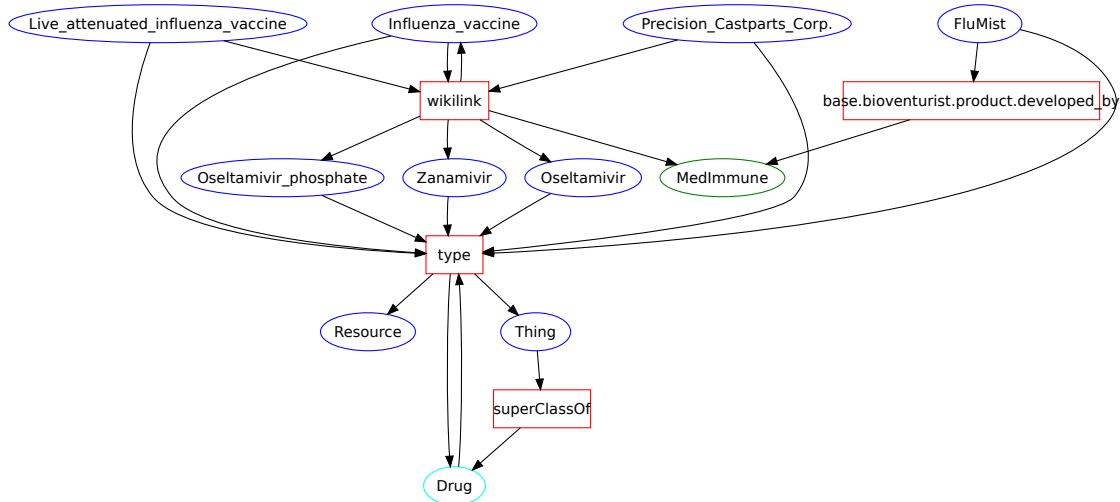 Live_attenuated_influenza_vaccine
Influenza_vaccine
Precision_Castparts_Corp.
FluMist
wikilink
base.bioventurist.product.developed_by
Oseltamivir_phosphate
Zanamivir
Oseltamivir
MedImmune
type
Resource
Thing
superClassOf
Drug